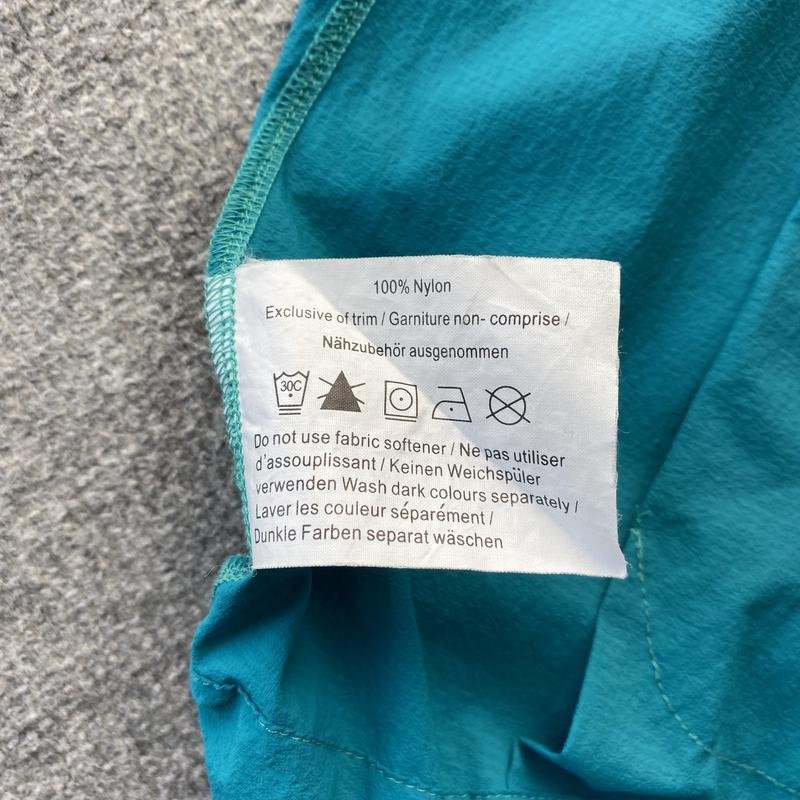 100% Nylon
Exclusive of trim / Garniture non- comprise /
Nähzubehör ausgenommen
30C
Do not use fabric softener / Ne pas utiliser
d'assouplissant / Keinen Weichspüler
verwenden Wash dark colours separately /
Laver les couleur séparément /
Dunkle Farben separat wäschen